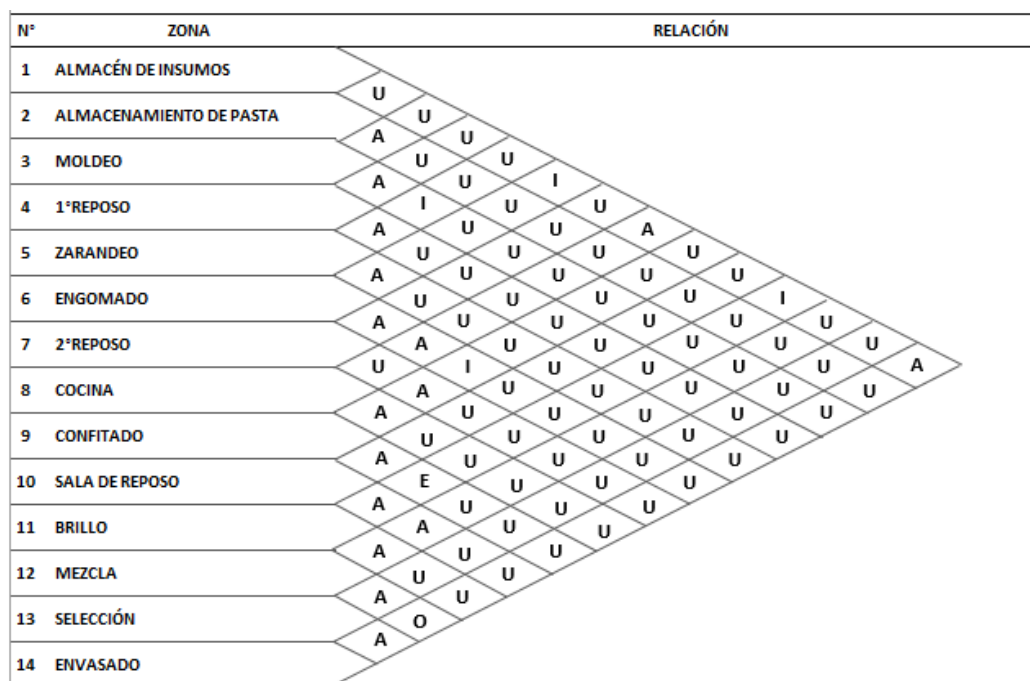 N° ZONA RELACIÓN
1 ALMACÉN DE INSUMOS
U
2 ALMACENAMIENTO DE PASTA U
A U
3 MOLDEO U U
A U I
4 1°REPOSO I U U
A U U A
5 ZARANDEO U U U U
A U U U U
6 ENGOMADO U U U U I
A U U U U U
7 2°REPOSO A U U U U U
U I U U U U A
8 COCINA A U U U U U
A U U U U U
9 CONFITADO U U U U U
A U U U U
10 SALA DE REPOSO E U U U
A U U U
11 BRILLO A U U
A U U
12 MEZCLA U U
A U
13 SELECCIÓN O
A
14 ENVASADO